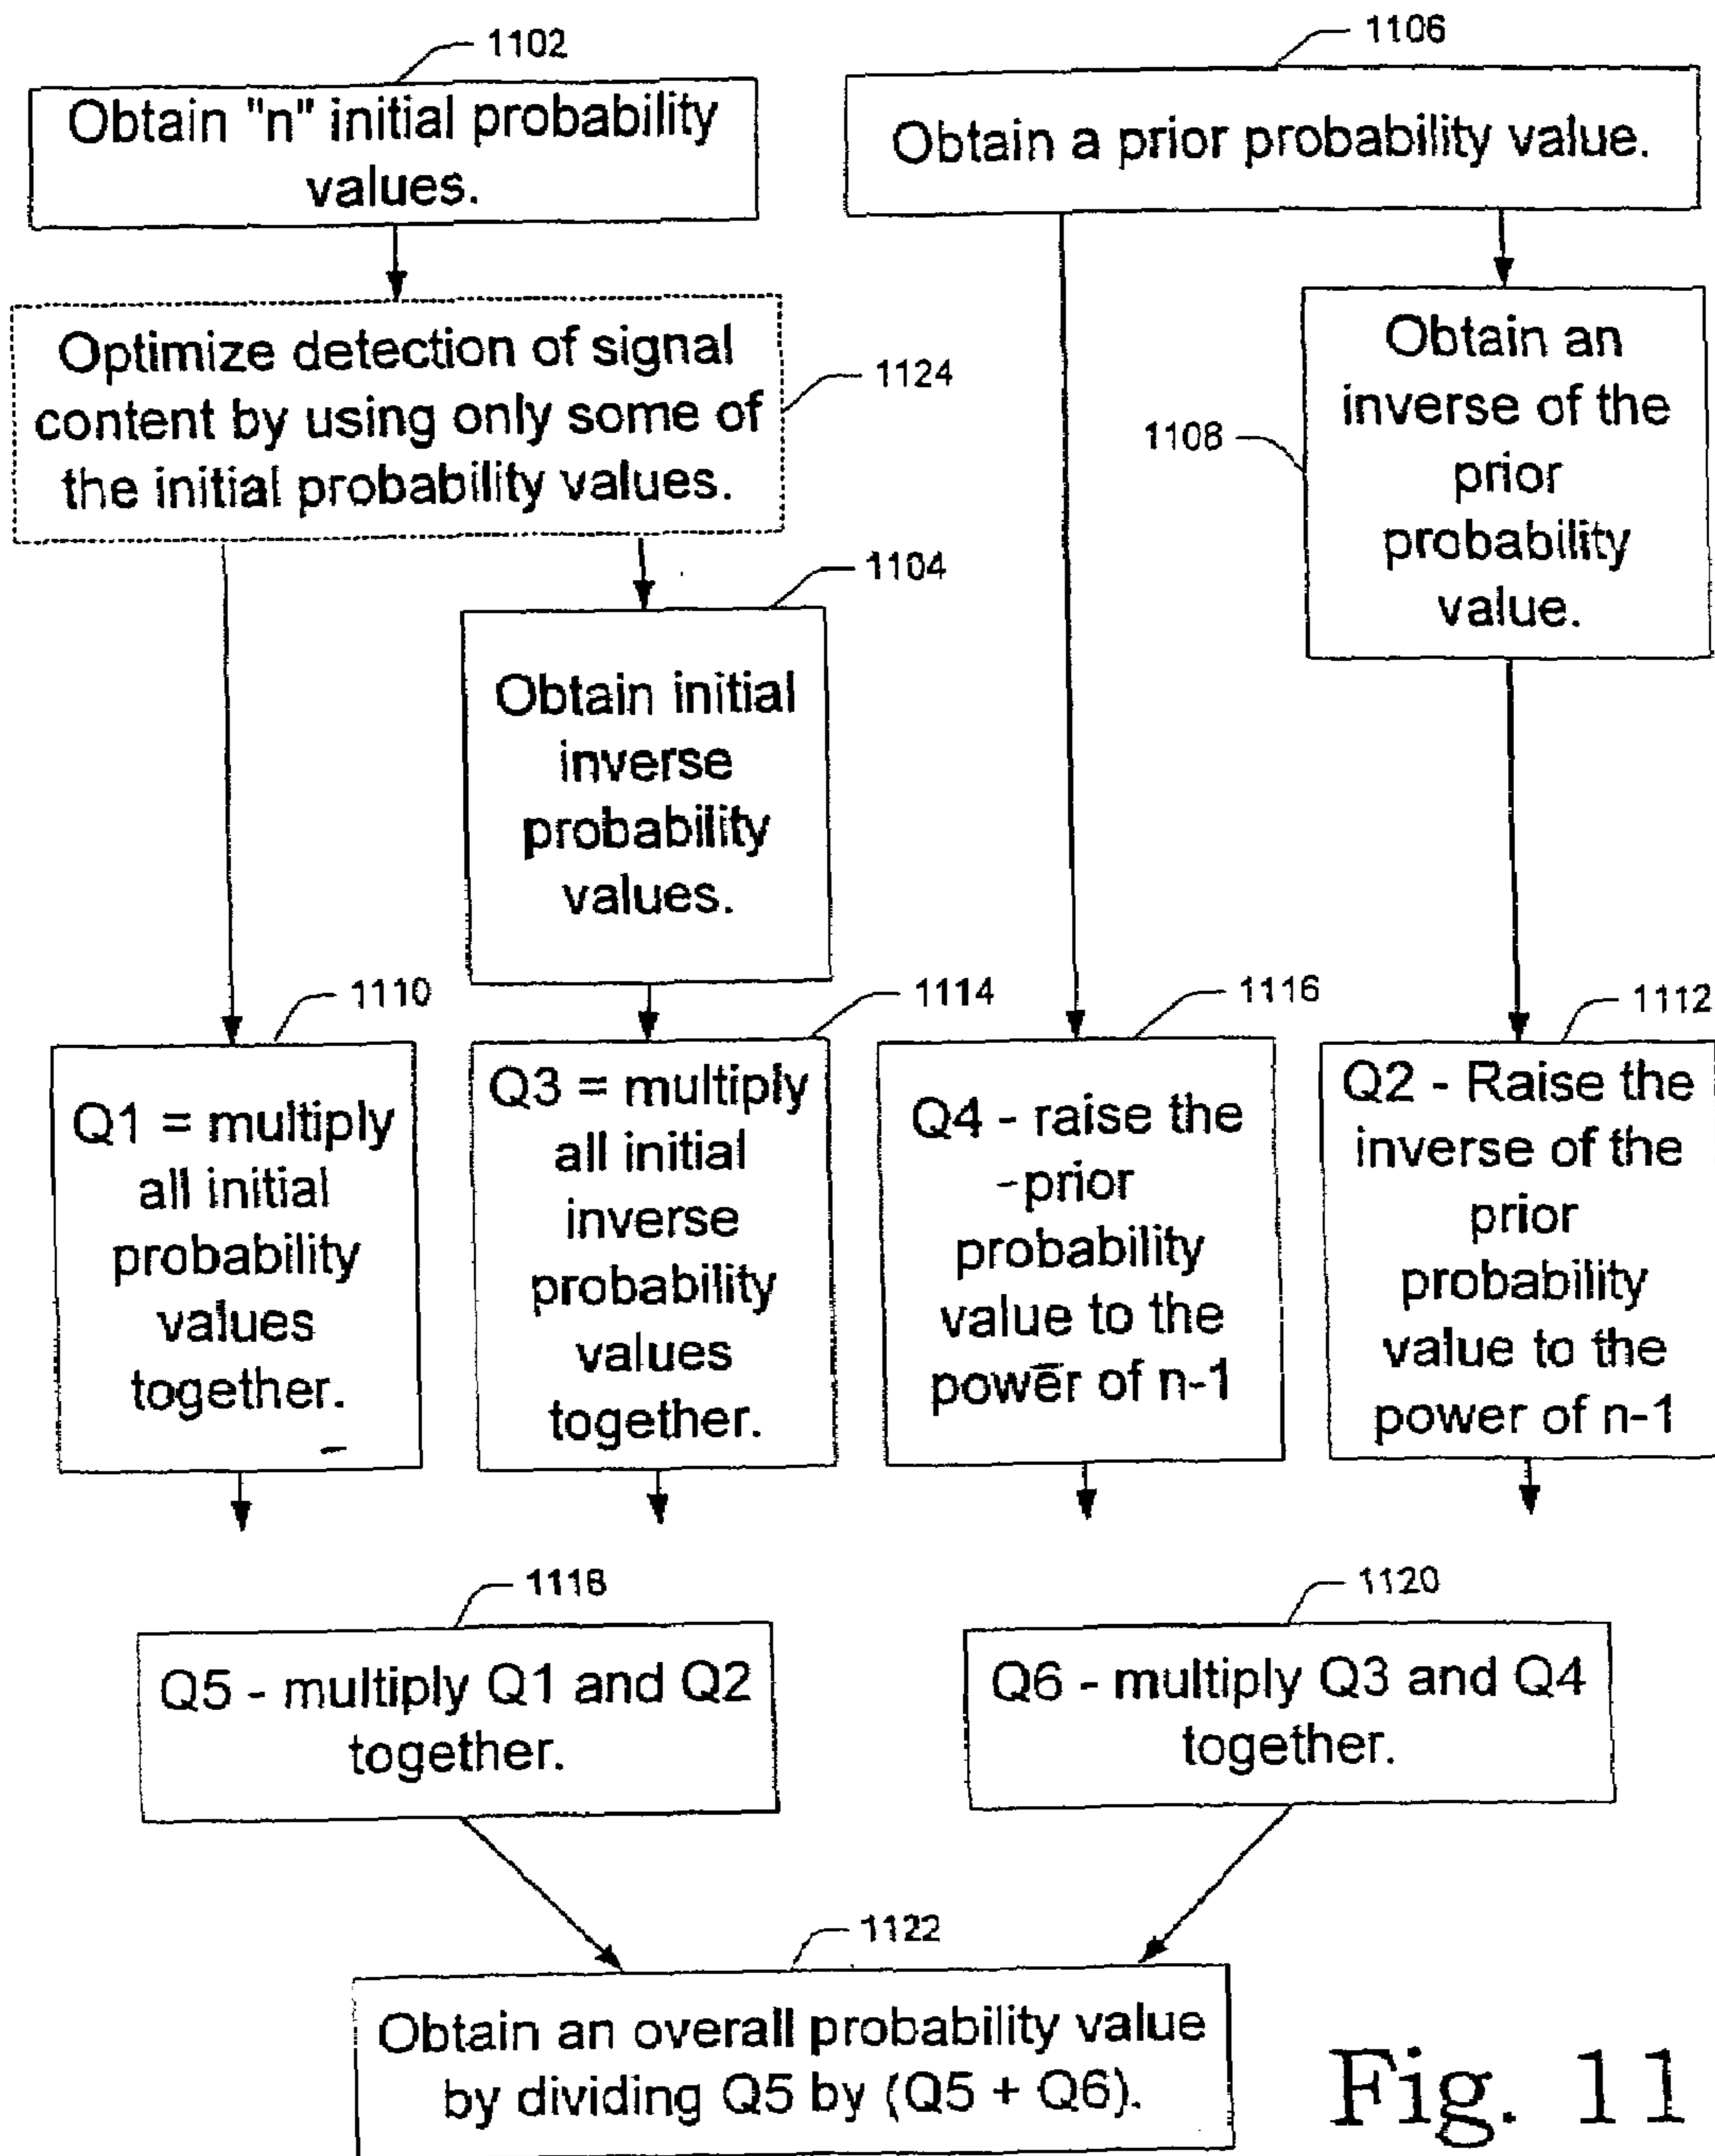 1102
Obtain "n" initial probability
values.
1106
Obtain a prior probability value.
Optimize detection of signal
content by using only some of
the initial probability values.
1124
1108
Obtain an
inverse of the
prior
probability
value.
1104
Obtain initial
inverse
probability
values.
1110
Q1 = multiply
all initial
probability
values
together.
1114
Q3 = multiply
all initial
inverse
probability
values
together.
1116
Q4 - raise the
prior
probability
value to the
power of n-1
1112
Q2 - Raise the
inverse of the
prior
probability
value to the
power of n-1
1118
Q5 - multiply Q1 and Q2
together.
1120
Q6 - multiply Q3 and Q4
together.
1122
Obtain an overall probability value
by dividing Q5 by (Q5 + Q6).
Fig. 11